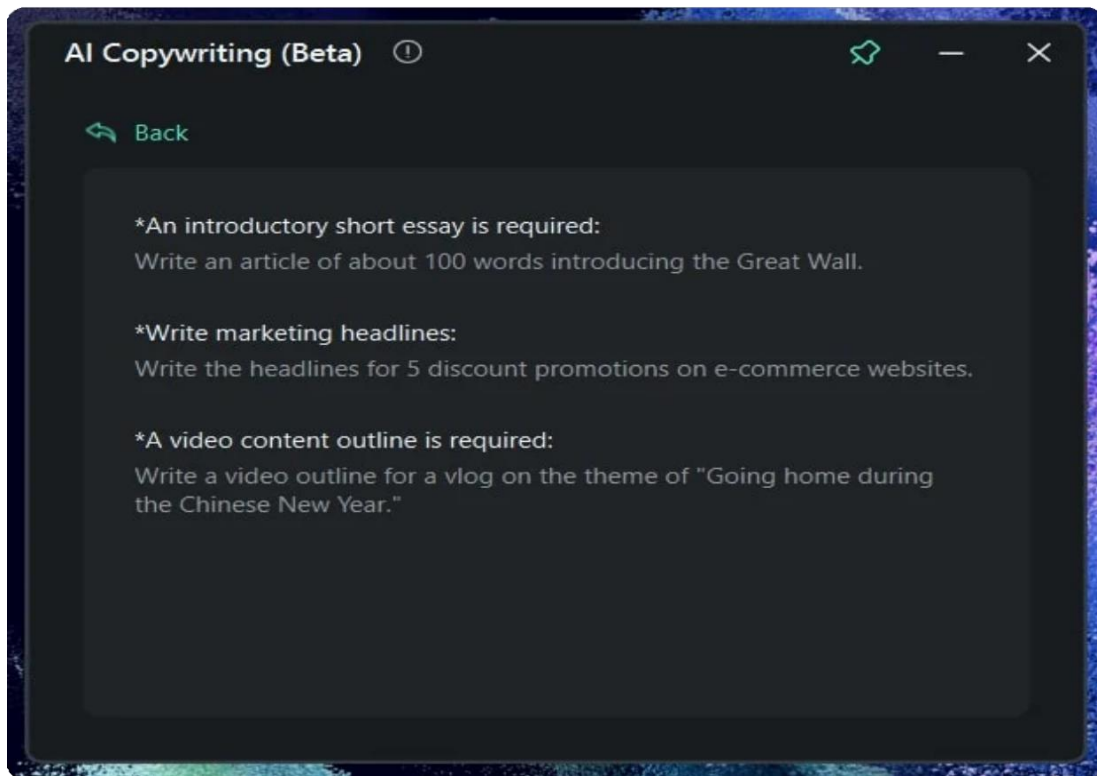 AI Copywriting (Beta)
Back
*An introductory short essay is required:
Write an article of about 100 words introducing the Great Wall.
*Write marketing headlines:
Write the headlines for 5 discount promotions on e-commerce websites.
*A video content outline is required:
Write a video outline for a vlog on the theme of "Going home during
the Chinese New Year."